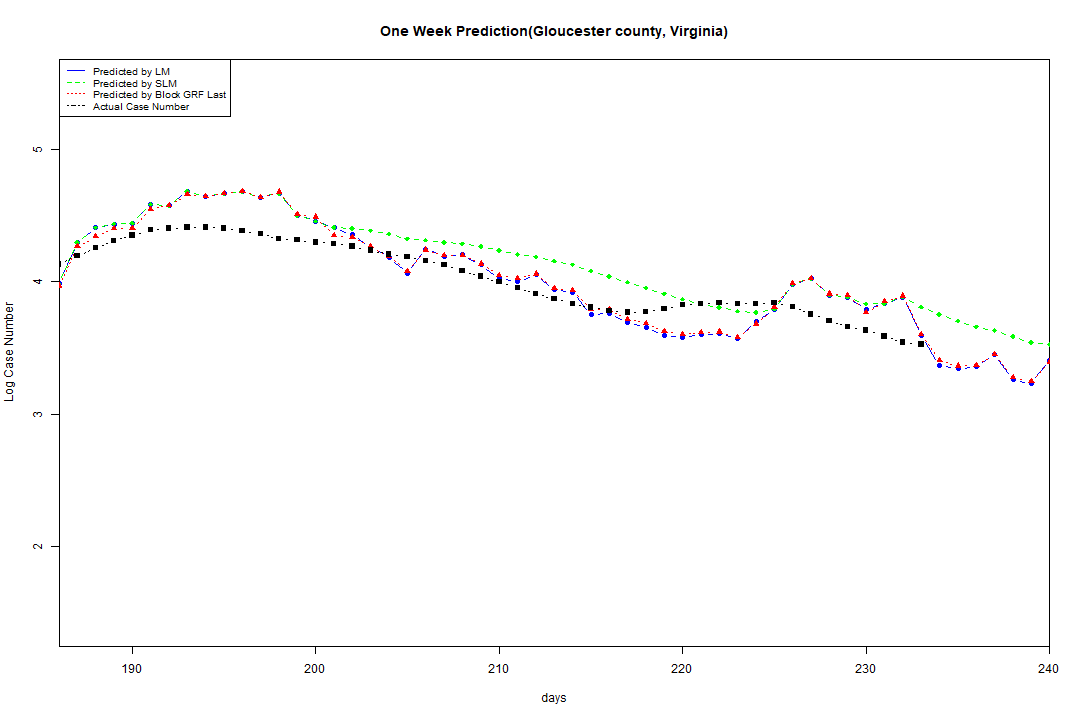 One Week Prediction(Gloucester county, Virginia)
Predicted by LM
Predicted by SLM
Predicted by Block GRF Last
Actual Case Number
5
4
3
2
Log Case Number
190 200 210 220 230 240
days